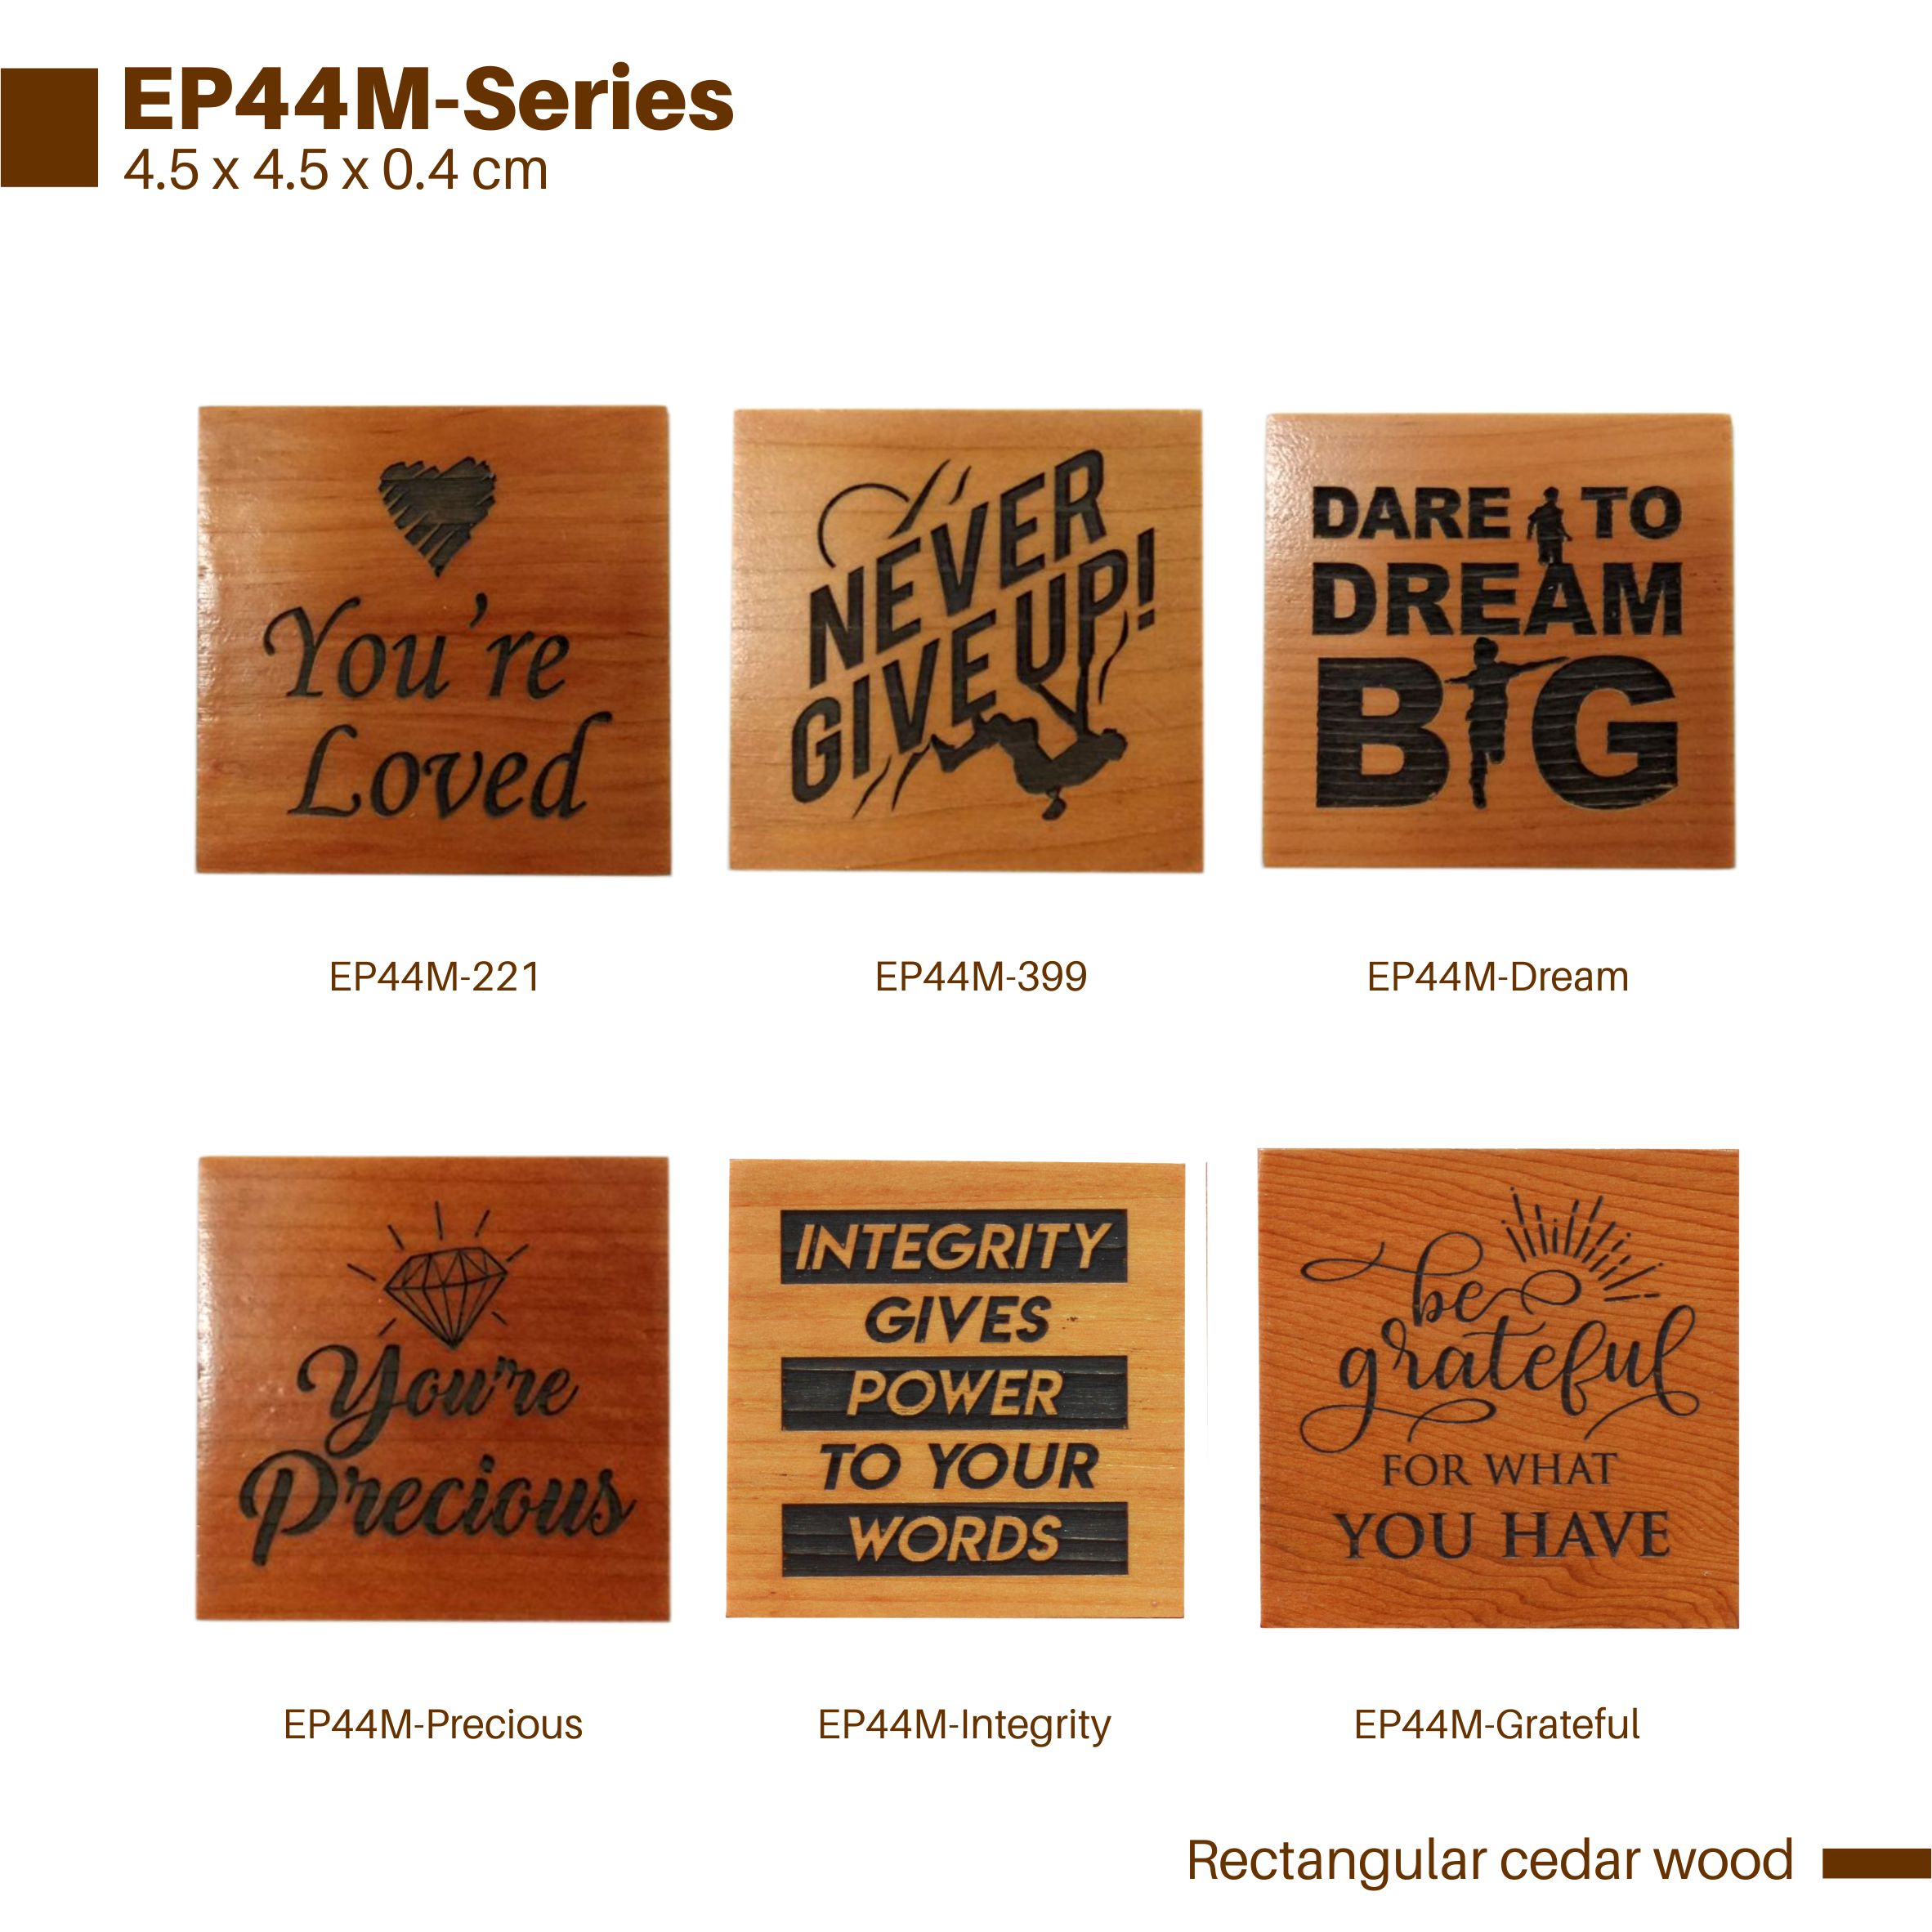 EP44M-Series
4.5 x 4.5 x 0.4 cm
You're
Loved
NEVER
GIVE UP!
DARE TO
DREAM
BIG
EP44M-221
EP44M-399
EP44M-Dream
You're
Precious
INTEGRITY
GIVES
POWER
TO YOUR
WORDS
be
grateful
FOR WHAT
YOU HAVE
EP44M-Precious
EP44M-Integrity
EP44M-Grateful
Rectangular cedar wood